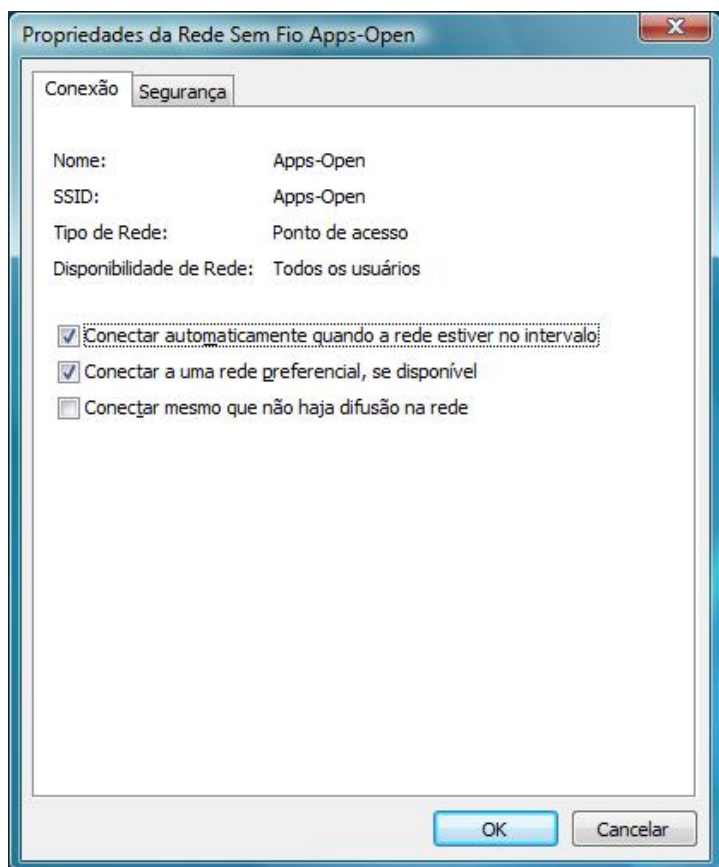 Propriedades da Rede Sem Fio Apps-Open
Conexão Segurança
Nome: Apps-Open
SSID: Apps-Open
Tipo de Rede: Ponto de acesso
Disponibilidade de Rede: Todos os usuários
Conectar automaticamente quando a rede estiver no intervalo
Conectar a uma rede preferencial, se disponível
Conectar mesmo que não haja difusão na rede
OK Cancelar